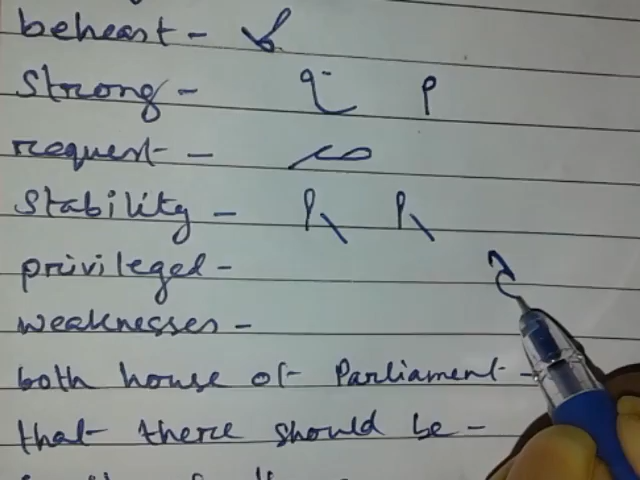 beheast -
Strong -
request -
Stability -
privileged -
weaknesses -
both house of Parliament -
that there should be -